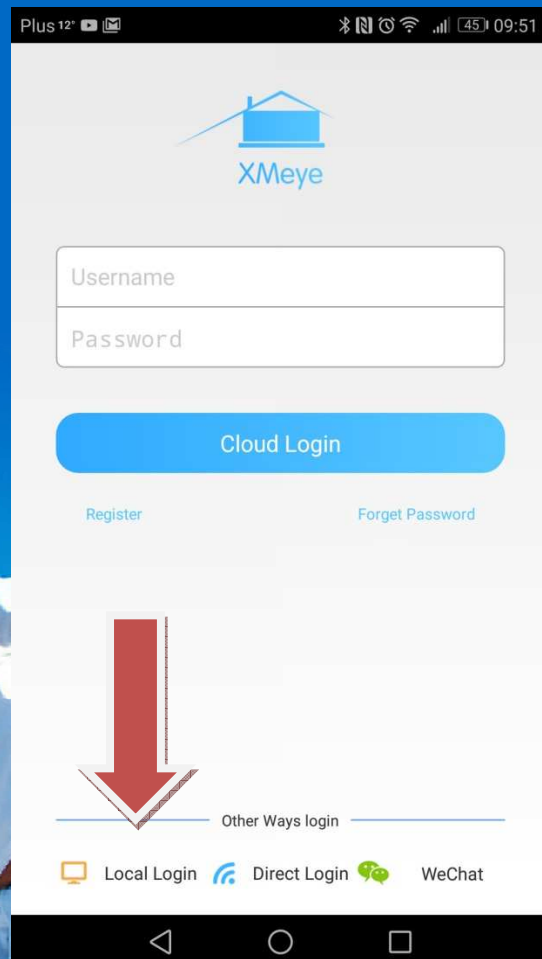 Plus 12° 45 09:51
XMeye
Username
Password
Cloud Login
Register Forget Password
Other Ways login
Local Login Direct Login WeChat